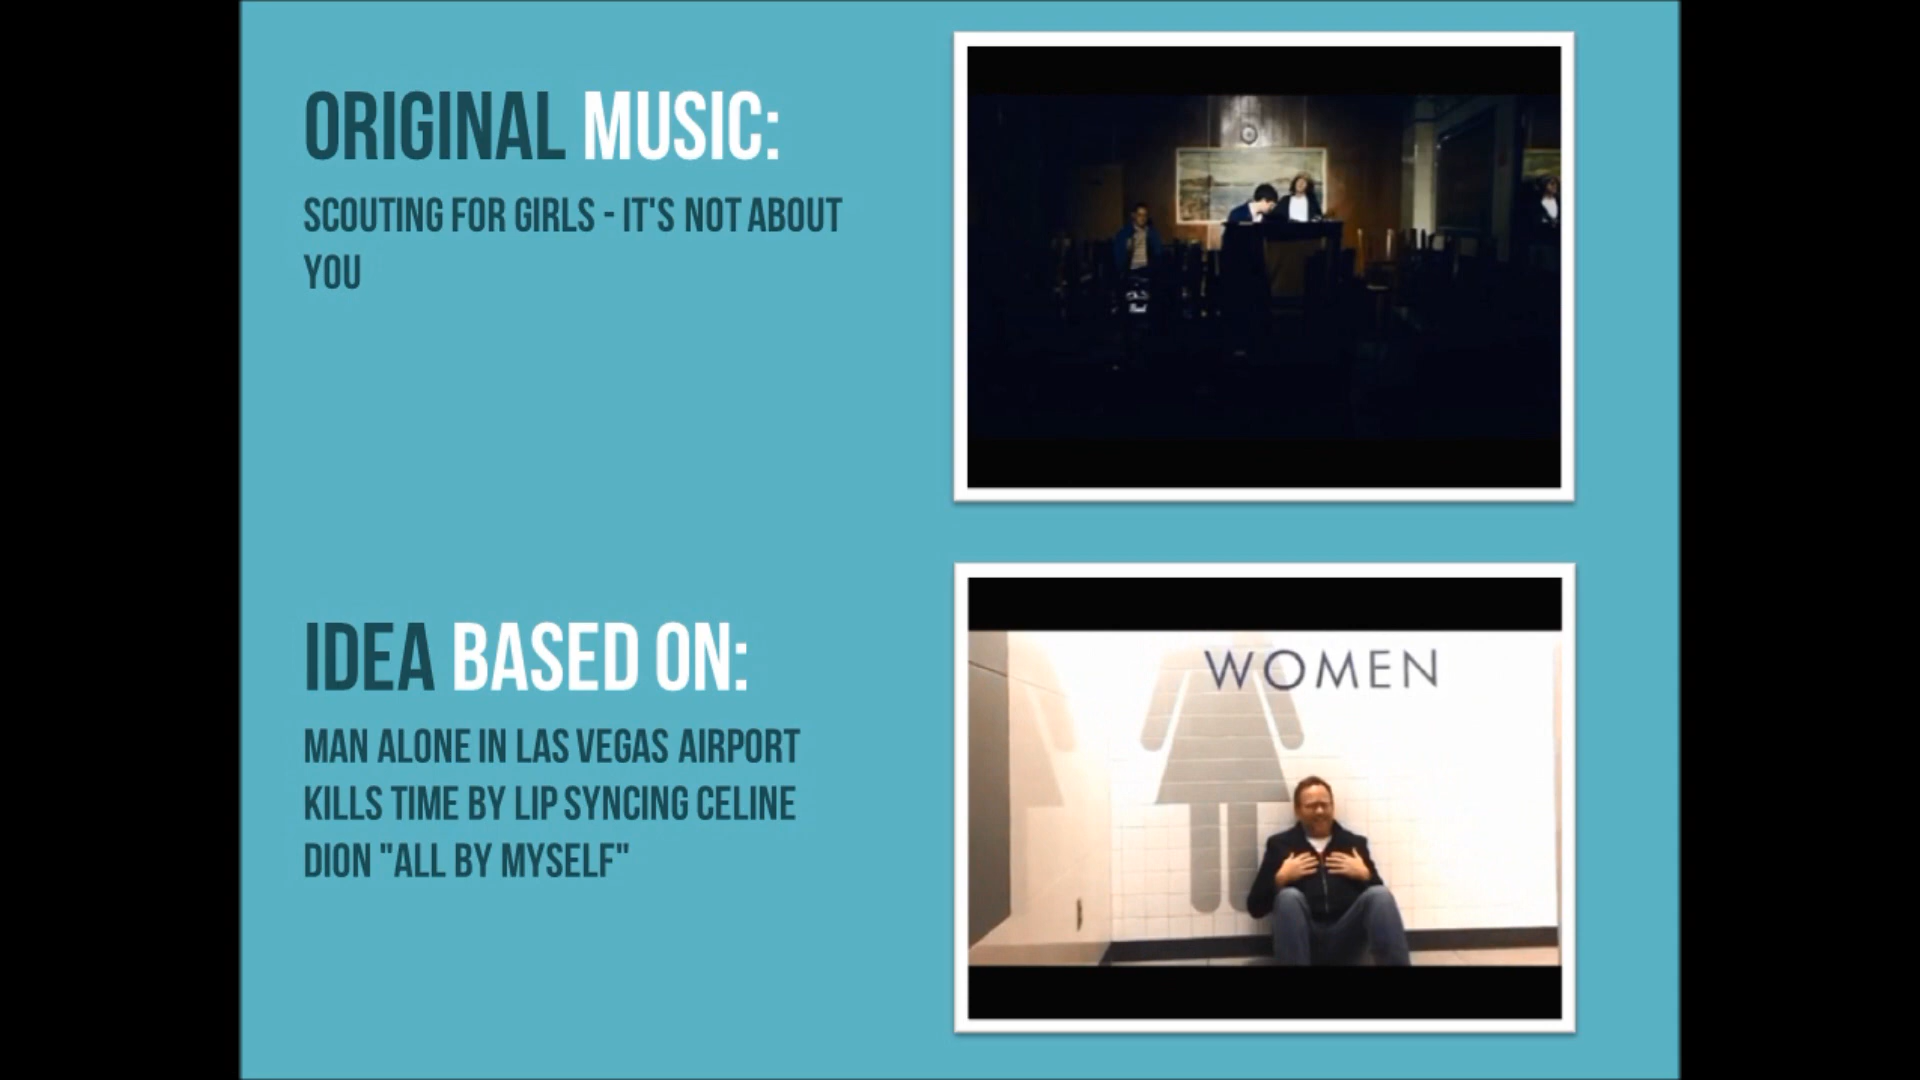 ORIGINAL MUSIC:
SCOUTING FOR GIRLS - IT'S NOT ABOUT
YOU
IDEA BASED ON:
MAN ALONE IN LAS VEGAS AIRPORT
KILLS TIME BY LIP SYNCING CELINE
DION "ALL BY MYSELF"
WOMEN